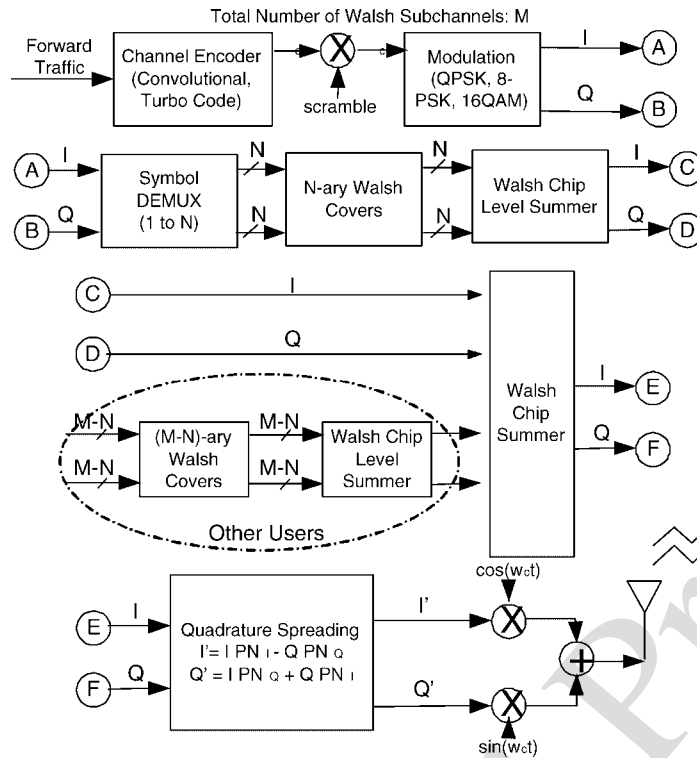 Total Number of Walsh Subchannels: M
Forward
Traffic
Channel Encoder
(Convolutional,
Turbo Code)
c
X
c
scramble
Modulation
(QPSK, 8-
PSK, 16QAM)
I
A
Q
B
A
I
B
Q
Symbol
DEMUX
(1 to N)
N
N
N-ary Walsh
Covers
N
N
Walsh Chip
Level Summer
I
C
Q
D
C
I
D
Q
M-N
M-N
(M-N)-ary
Walsh
Covers
M-N
M-N
Walsh Chip
Level
Summer
Other Users
Walsh
Chip
Summer
I
E
Q
F
E
I
F
Q
Quadrature Spreading
I'= I PN I - Q PN Q
Q' = I PN Q + Q PN I
I'
Q'
cos(wct)
X
+
X
sin(wct)